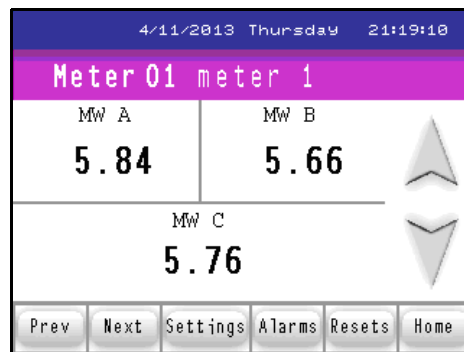 4/11/2013 Thursday 21:19:10
Meter 01 meter 1
MW A MW B
5.84 5.66
MW C
5.76
Prev Next Settings Alarms Resets Home